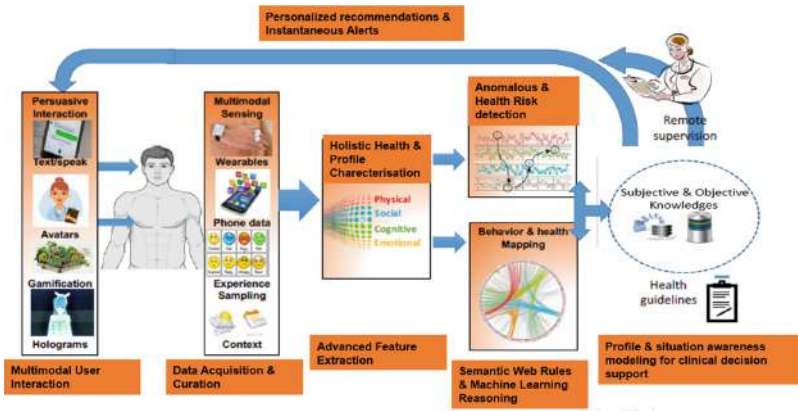 Personalized recommendations &
Instantaneous Alerts
Persuasive
Interaction
Text/speak
Avatars
Gamification
Holograms
Multimodal User
Interaction
Multimodal
Sensing
Wearables
Phone data
Experience
Sampling
Context
Data Acquisition &
Curation
Holistic Health &
Profile
Charecterisation
Physical
Social
Cognitive
Emotional
Advanced Feature
Extraction
Anomalous &
Health Risk
detection
Behavior & health
Mapping
Semantic Web Rules
& Machine Learning
Reasoning
Remote
supervision
Subjective & Objective
Knowledges
Health
guidelines
Profile & situation awareness
modeling for clinical decision
support